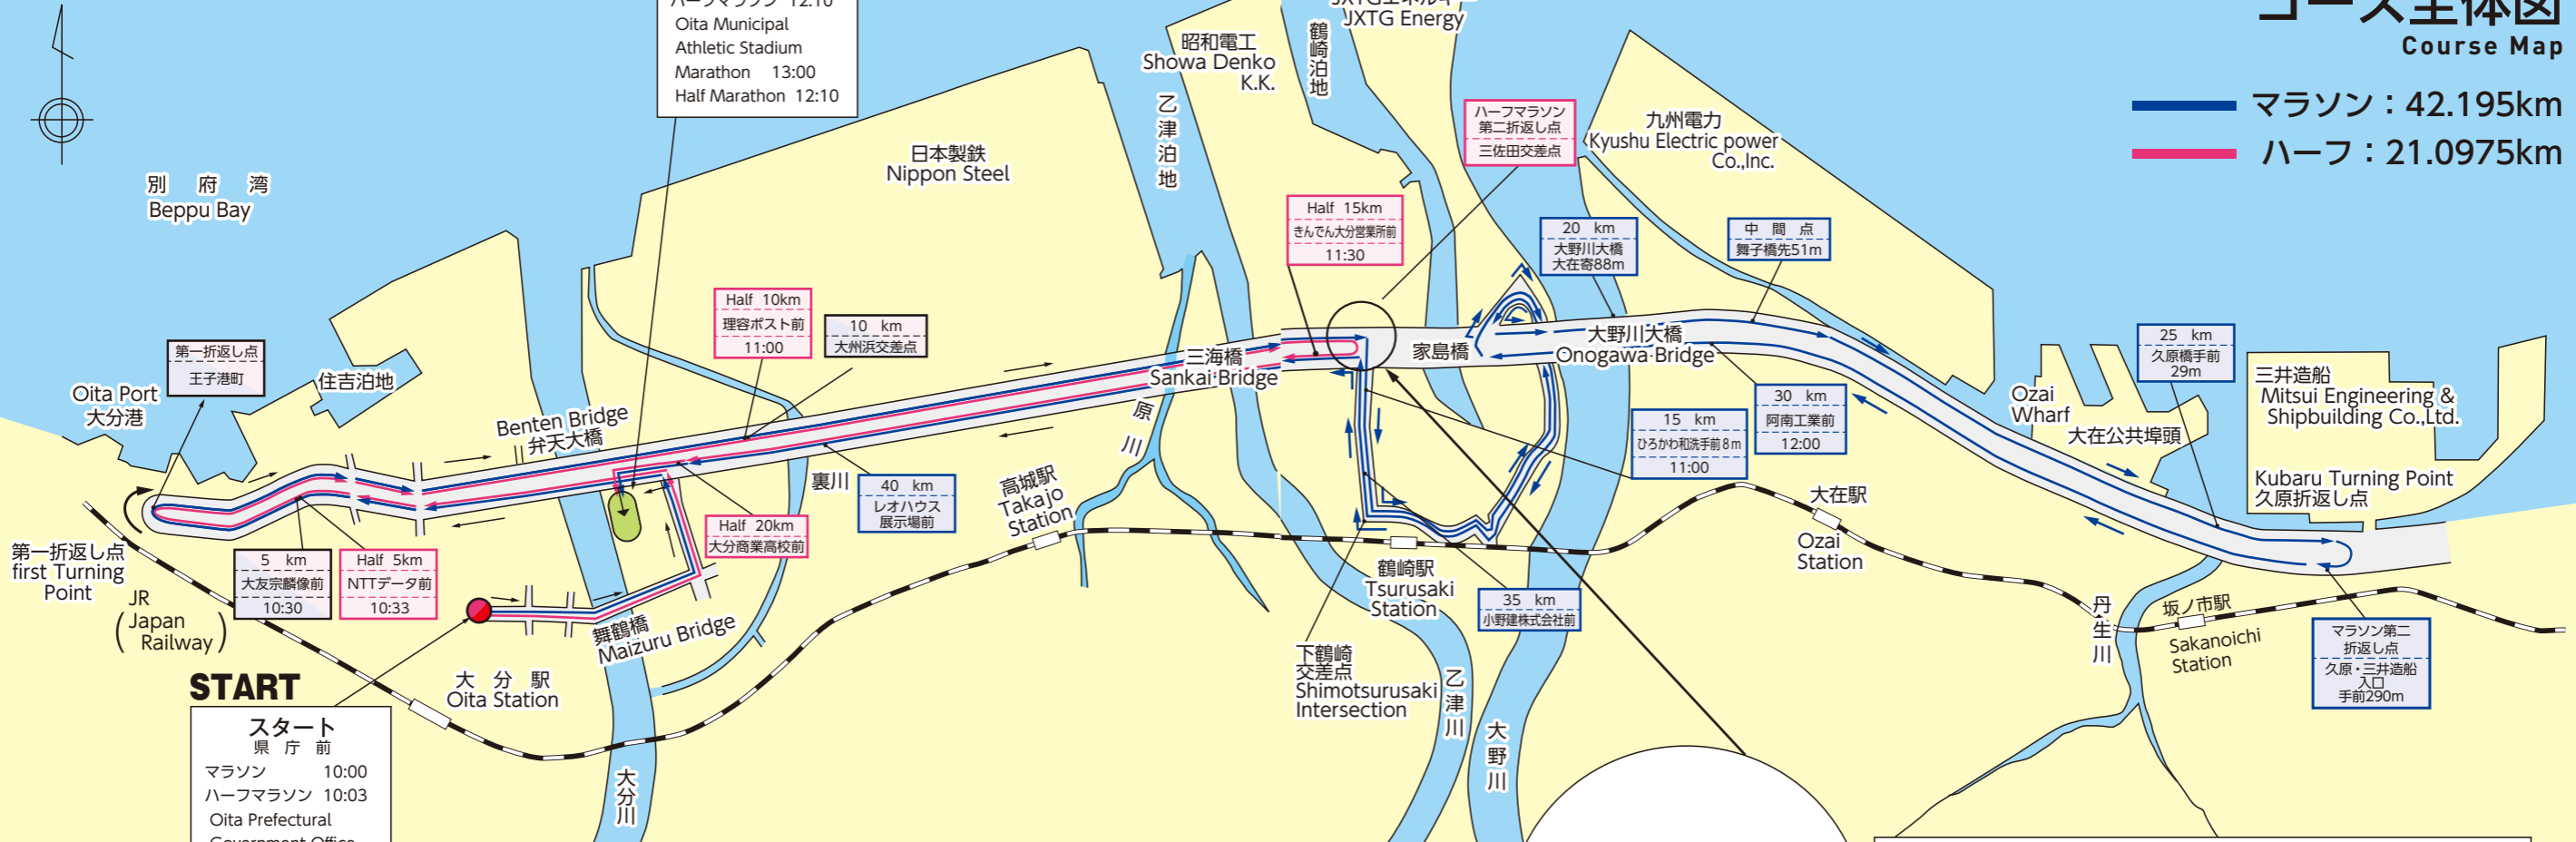 コース全体図
Course Map
マラソン：42.195km
ハーフ：21.0975km
12:10
Oita Municipal
Athletic Stadium
Marathon 13:00
Half Marathon 12:10
別府湾
Beppu Bay
日本製鉄
Nippon Steel
昭和電工
Showa Denko
K.K.
乙津泊地
鶴崎泊地
JXTG Energy
ハーフマラソン
第二折返し点
三佐田交差点
九州電力
Kyushu Electric power
Co.,Inc.
Half 15km
きんでん大分営業所前
11:30
20 km
大野川大橋
大在寄88m
中間点
舞子橋先51m
Half 10km
理容ポスト前
11:00
10 km
大州浜交差点
第一折返し点
王子港町
Oita Port
大分港
住吉泊地
Benten Bridge
弁天大橋
三海橋
Sankai Bridge
家島橋
大野川大橋
Onogawa Bridge
25 km
久原橋手前
29m
三井造船
Mitsui Engineering &
Shipbuilding Co.,Ltd.
Ozai
Wharf
大在公共埠頭
Kubaru Turning Point
久原折返し点
30 km
阿南工業前
12:00
15 km
ひろかわ和洗手前8m
11:00
原川
裏川
40 km
レオハウス
展示場前
高城駅
Takajo
Station
大在駅
Ozai
Station
Half 20km
大分商業高校前
第一折返し点
first Turning
Point
5 km
大友宗麟像前
10:30
Half 5km
NTTデータ前
10:33
JR
(Japan
Railway)
舞鶴橋
Maizuru Bridge
鶴崎駅
Tsurusaki
Station
35 km
小野建株式会社前
丹生川
坂ノ市駅
Sakanoichi
Station
マラソン第二
折返し点
久原・三井造船
入口
手前290m
下鶴崎
交差点
Shimotsurusaki
Intersection
乙津川
大野川
大分駅
Oita Station
大分川
START
スタート
県庁前
マラソン 10:00
ハーフマラソン 10:03
Oita Prefectural
Government Office